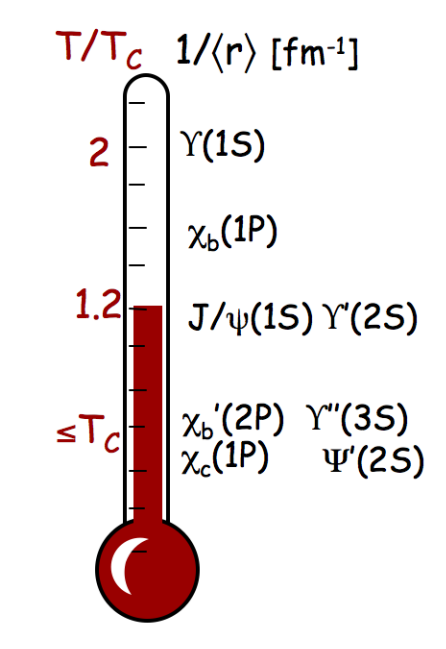 T/T_C 1/⟨r⟩ [fm⁻¹]
2 ϒ(1S)
χ_b(1P)
1.2 J/ψ(1S) ϒ'(2S)
≤T_C χ_b'(2P) ϒ''(3S)
χ_c(1P) Ψ'(2S)